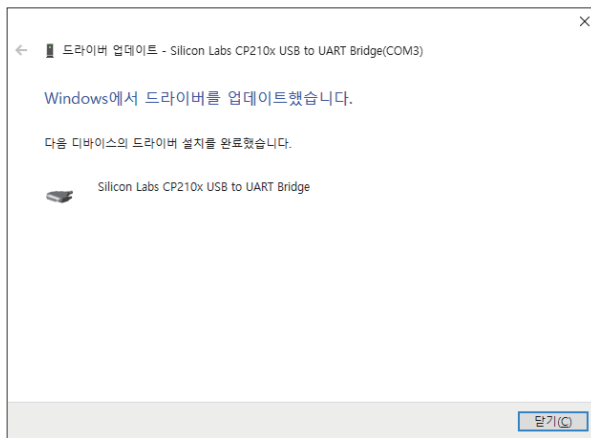 드라이버 업데이트 - Silicon Labs CP210x USB to UART Bridge(COM3)
Windows에서 드라이버를 업데이트했습니다.
다음 디바이스의 드라이버 설치를 완료했습니다.
Silicon Labs CP210x USB to UART Bridge
닫기(C)